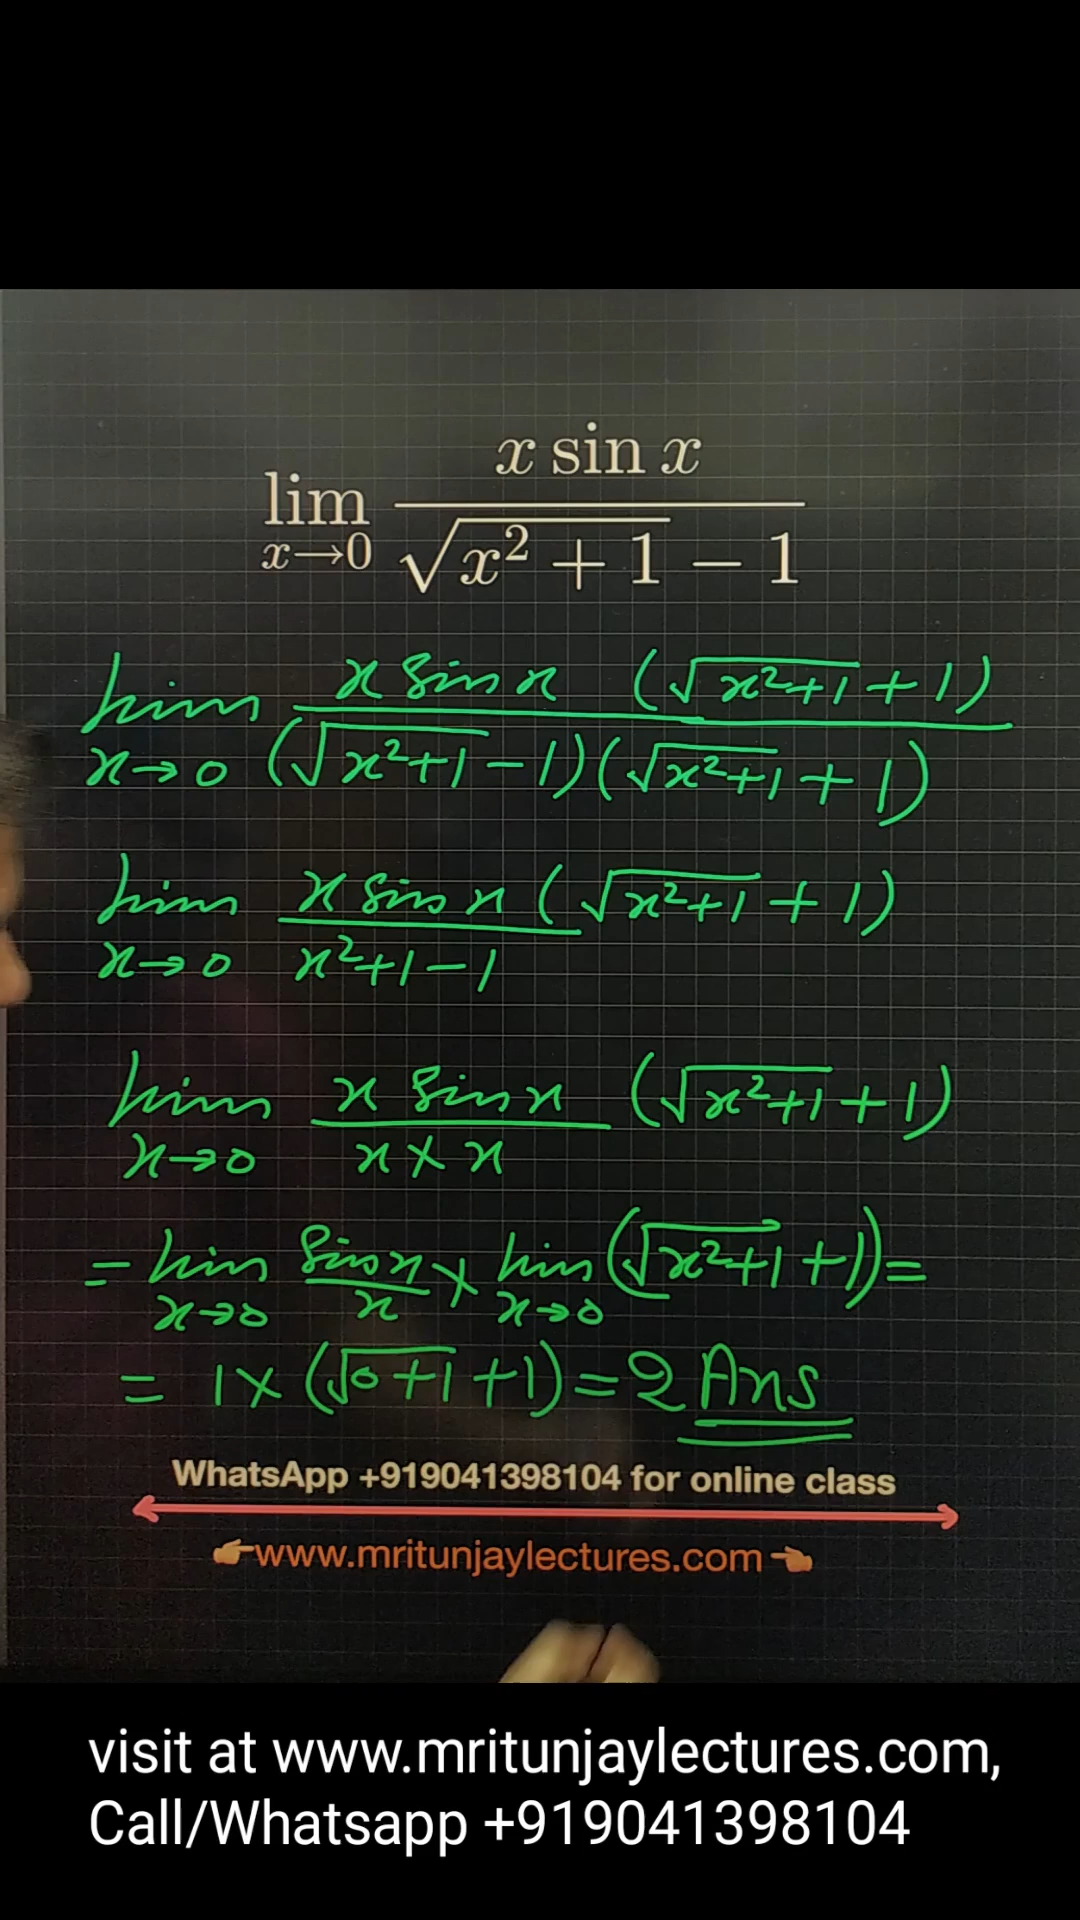 lim x→0 x sin x / √(x² + 1) − 1
lim x→0 x sin x (√(x²+1) + 1) / (√(x²+1) − 1)(√(x²+1) + 1)
lim x→0 x sin x / x²+1−1 (√(x²+1) + 1)
lim x→0 x sin x / x × x (√(x²+1) + 1)
= lim x→0 sin x / x × lim x→0 (√(x²+1) + 1) =
= 1 × (√(0+1) + 1) = 2 Ans
WhatsApp +919041398104 for online class
www.mritunjaylectures.com
visit at www.mritunjaylectures.com,
Call/Whatsapp +919041398104